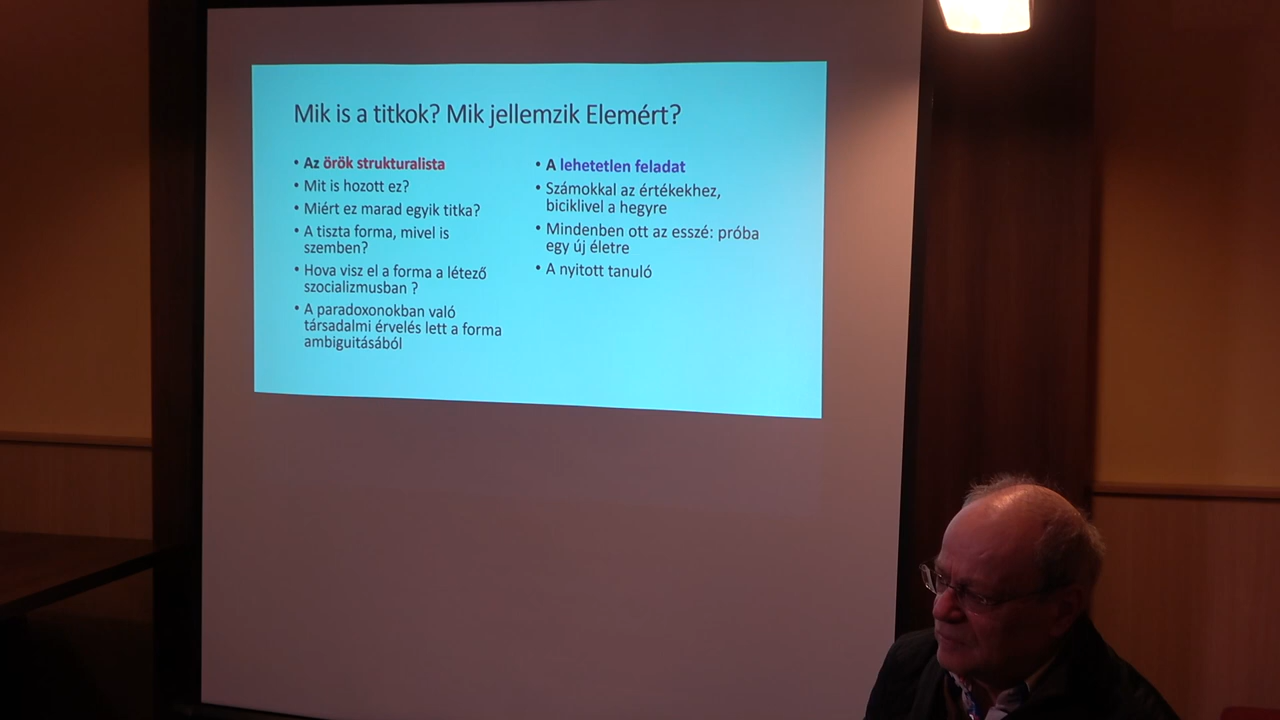 Mik is a titkok? Mik jellemzik Elemért?
• Az örök strukturalista
• Mit is hozott ez?
• Miért ez marad egyik titka?
• A tiszta forma, mivel is
szemben?
• Hova visz el a forma a létező
szocializmusban ?
• A paradoxonokban való
társadalmi érvelés lett a forma
ambiguitásából
• A lehetetlen feladat
• Számokkal az értékekhez,
biciklivel a hegyre
• Mindenben ott az esszé: próba
egy új életre
• A nyitott tanuló